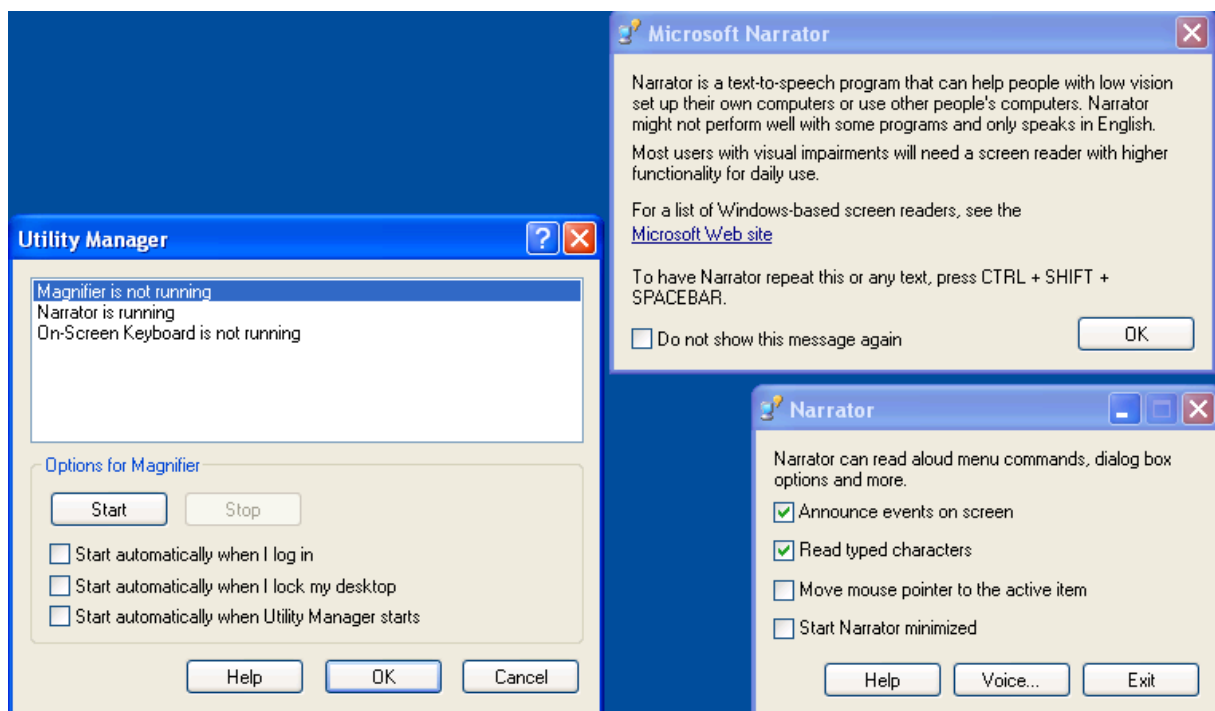 Microsoft Narrator
Narrator is a text-to-speech program that can help people with low vision
set up their own computers or use other people's computers. Narrator
might not perform well with some programs and only speaks in English.
Most users with visual impairments will need a screen reader with higher
functionality for daily use.
For a list of Windows-based screen readers, see the
Microsoft Web site
To have Narrator repeat this or any text, press CTRL + SHIFT +
SPACEBAR.
Do not show this message again
OK
Utility Manager
Magnifier is not running
Narrator is running
On-Screen Keyboard is not running
Options for Magnifier
Start Stop
Start automatically when I log in
Start automatically when I lock my desktop
Start automatically when Utility Manager starts
Help OK Cancel
Narrator
Narrator can read aloud menu commands, dialog box
options and more.
Announce events on screen
Read typed characters
Move mouse pointer to the active item
Start Narrator minimized
Help Voice... Exit